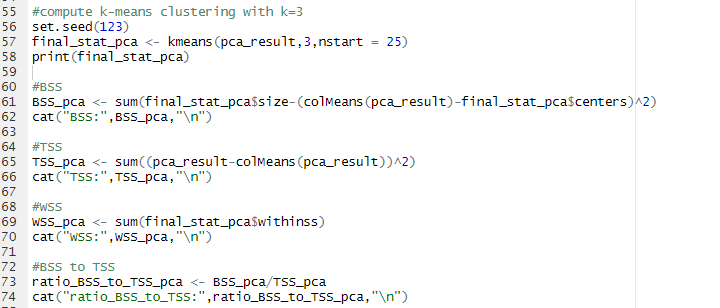 55 #compute k-means clustering with k=3
56 set.seed(123)
57 final_stat_pca <- kmeans(pca_result,3,nstart = 25)
58 print(final_stat_pca)
59
60 #BSS
61 BSS_pca <- sum(final_stat_pca$size-(colMeans(pca_result)-final_stat_pca$centers)^2)
62 cat("BSS:",BSS_pca,"\n")
63
64 #TSS
65 TSS_pca <- sum((pca_result-colMeans(pca_result))^2)
66 cat("TSS:",TSS_pca,"\n")
67
68 #WSS
69 WSS_pca <- sum(final_stat_pca$withinss)
70 cat("WSS:",WSS_pca,"\n")
71
72 #BSS to TSS
73 ratio_BSS_to_TSS_pca <- BSS_pca/TSS_pca
74 cat("ratio_BSS_to_TSS:",ratio_BSS_to_TSS_pca,"\n")